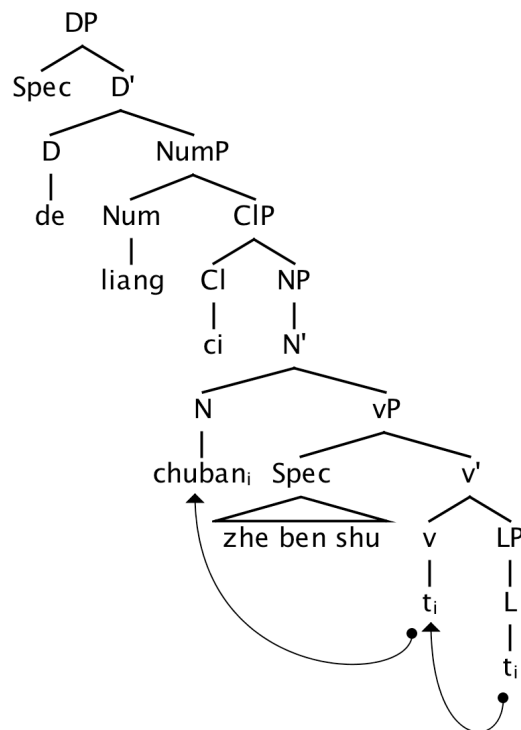 DP
Spec D'
D NumP
de Num ClP
liang Cl NP
ci N'
N vP
chubanᵢ Spec v'
zhe ben shu v LP
tᵢ L
tᵢ